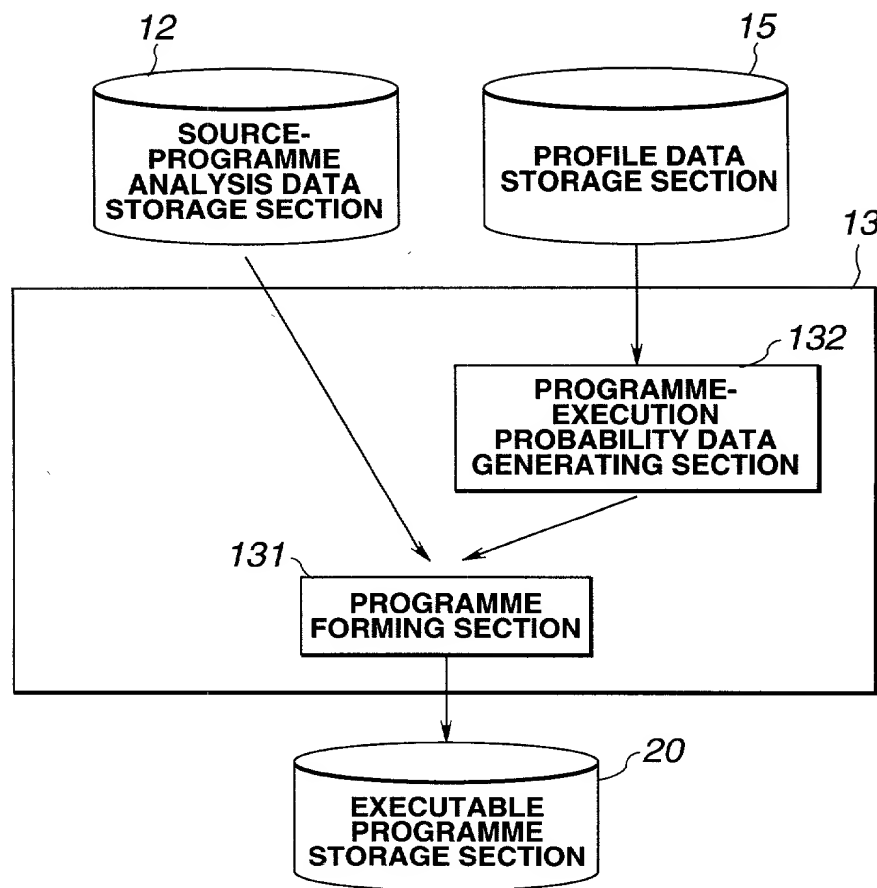 12
15
SOURCE-
PROGRAMME
ANALYSIS DATA
STORAGE SECTION
PROFILE DATA
STORAGE SECTION
13
132
PROGRAMME-
EXECUTION
PROBABILITY DATA
GENERATING SECTION
131
PROGRAMME
FORMING SECTION
20
EXECUTABLE
PROGRAMME
STORAGE SECTION